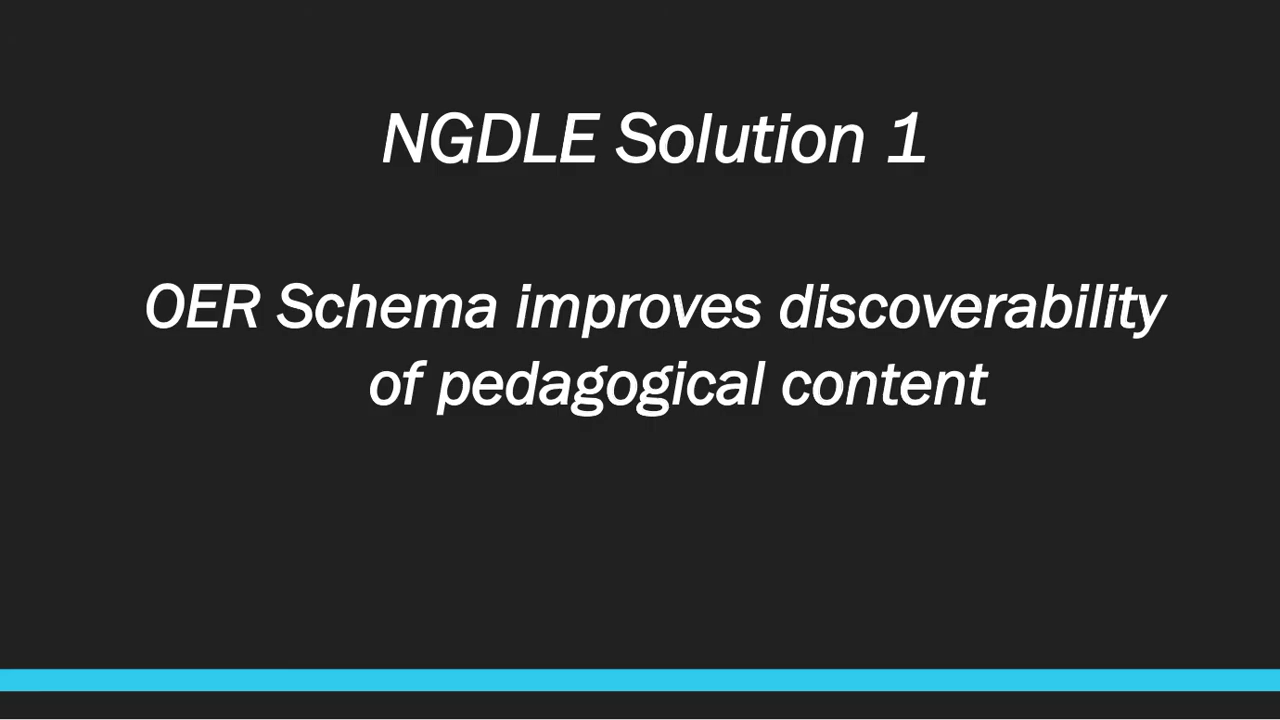 NGDLE Solution 1
OER Schema improves discoverability
of pedagogical content